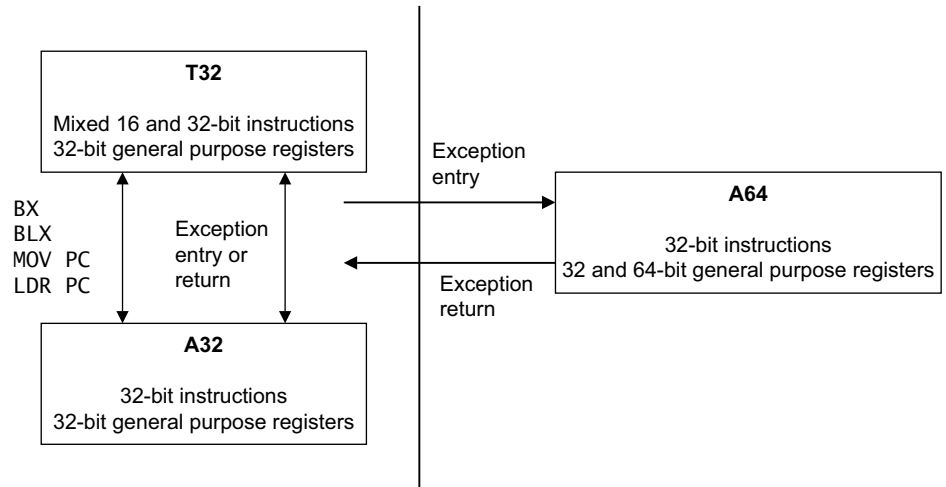 T32
Mixed 16 and 32-bit instructions
32-bit general purpose registers
BX
BLX
MOV PC
LDR PC
Exception
entry or
return
A32
32-bit instructions
32-bit general purpose registers
Exception
entry
Exception
return
A64
32-bit instructions
32 and 64-bit general purpose registers